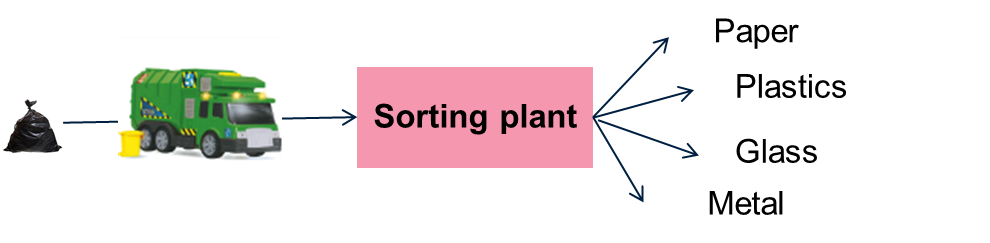 Paper
Plastics
Sorting plant
Glass
Metal